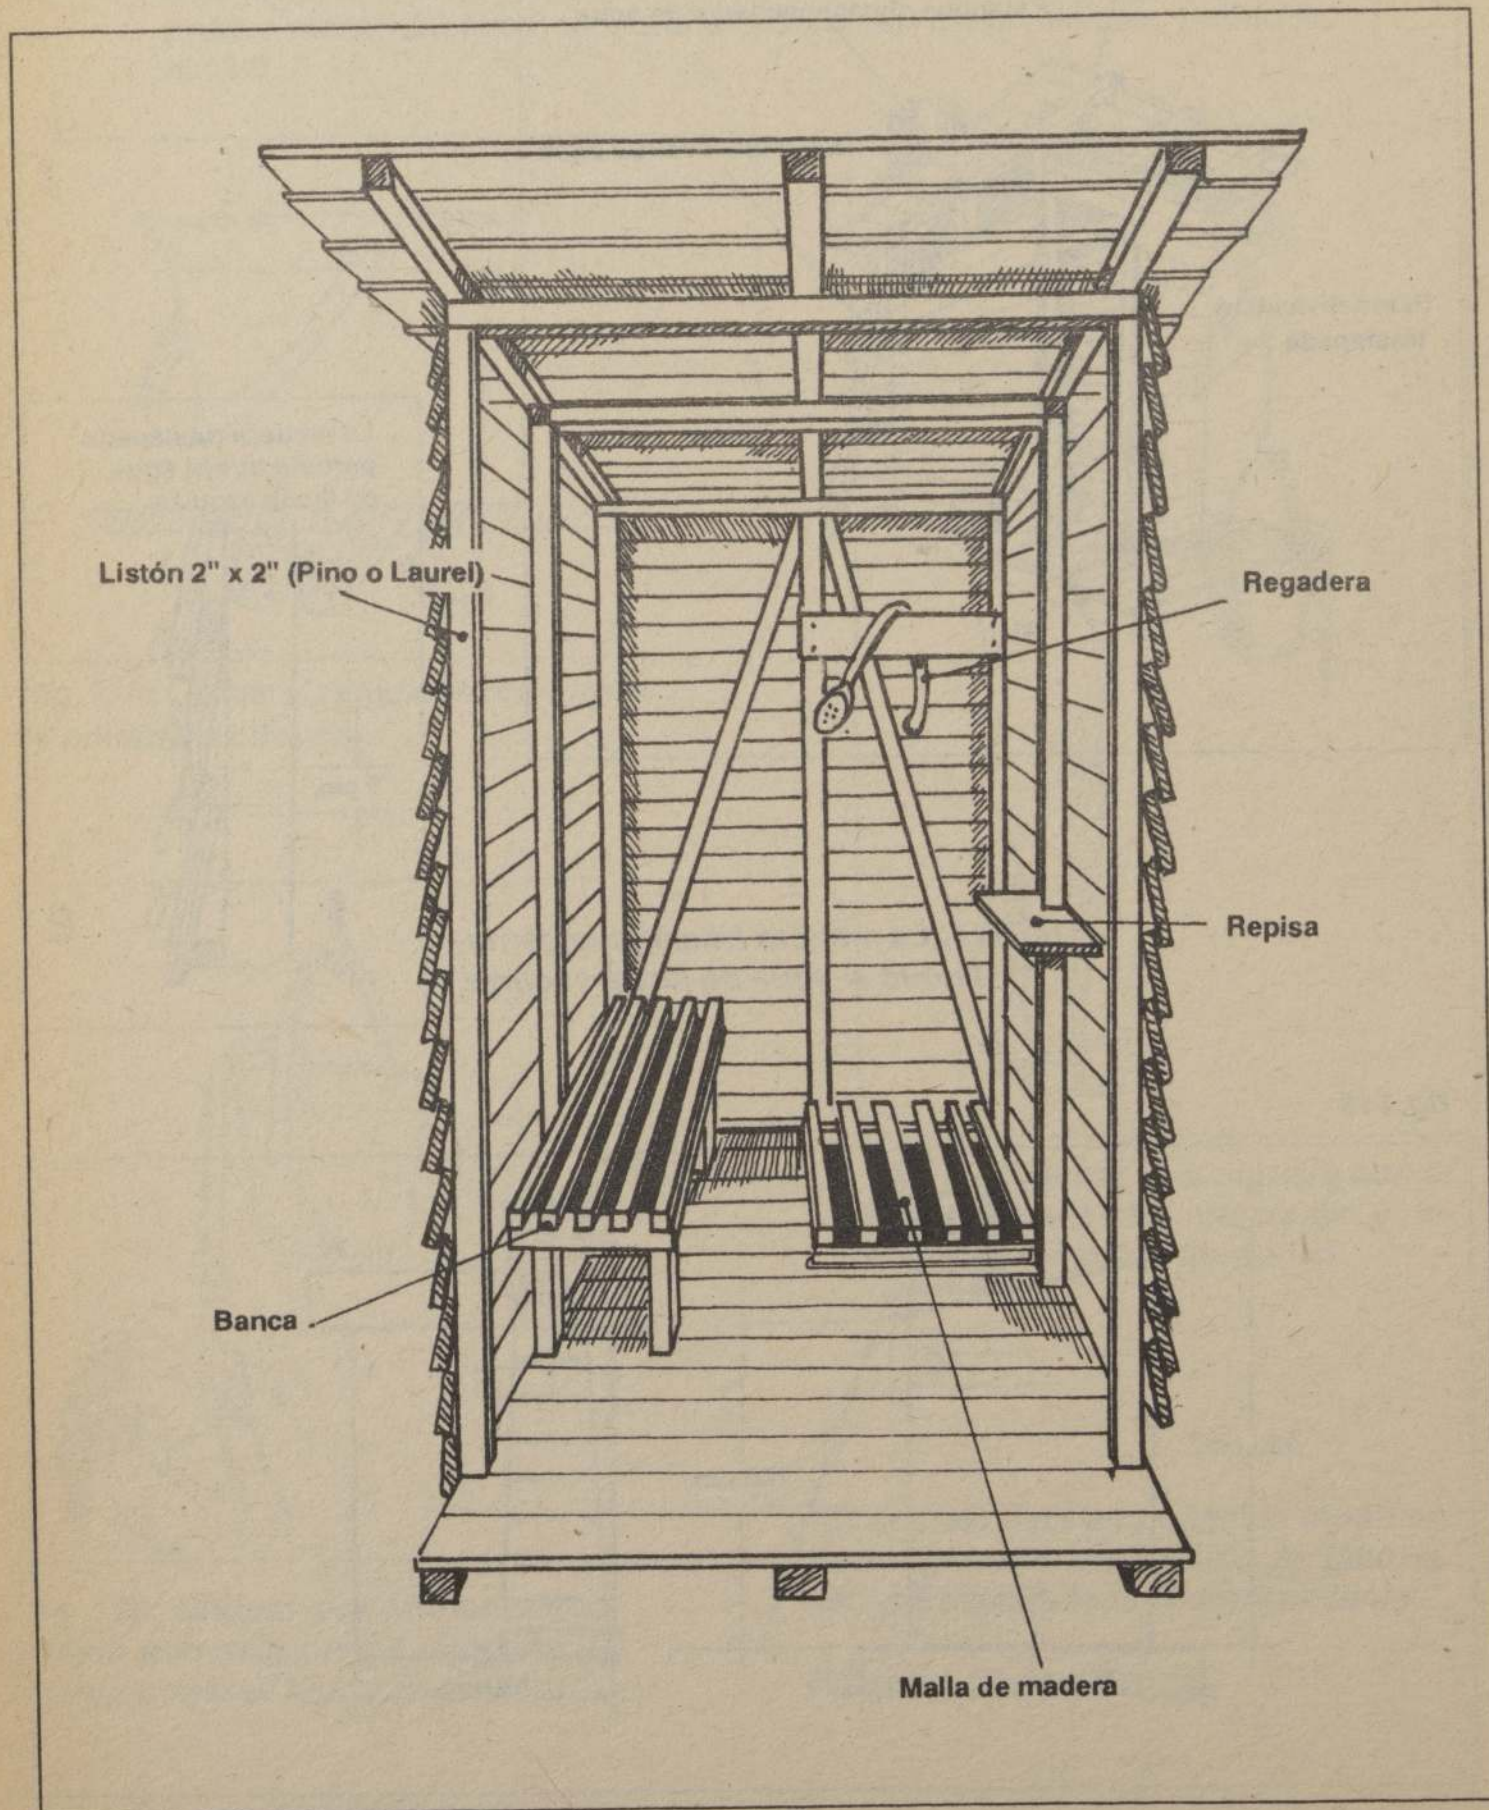 Listón 2" x 2" (Pino o Laurel)
Regadera
Repisa
Banca
Malla de madera